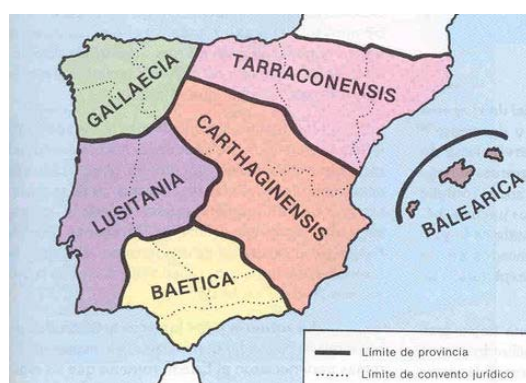 GALLAECIA
TARRACONENSIS
CARTHAGINENSIS
LUSITANIA
BAETICA
BALEARICA
Límite de provincia
Límite de convento jurídico